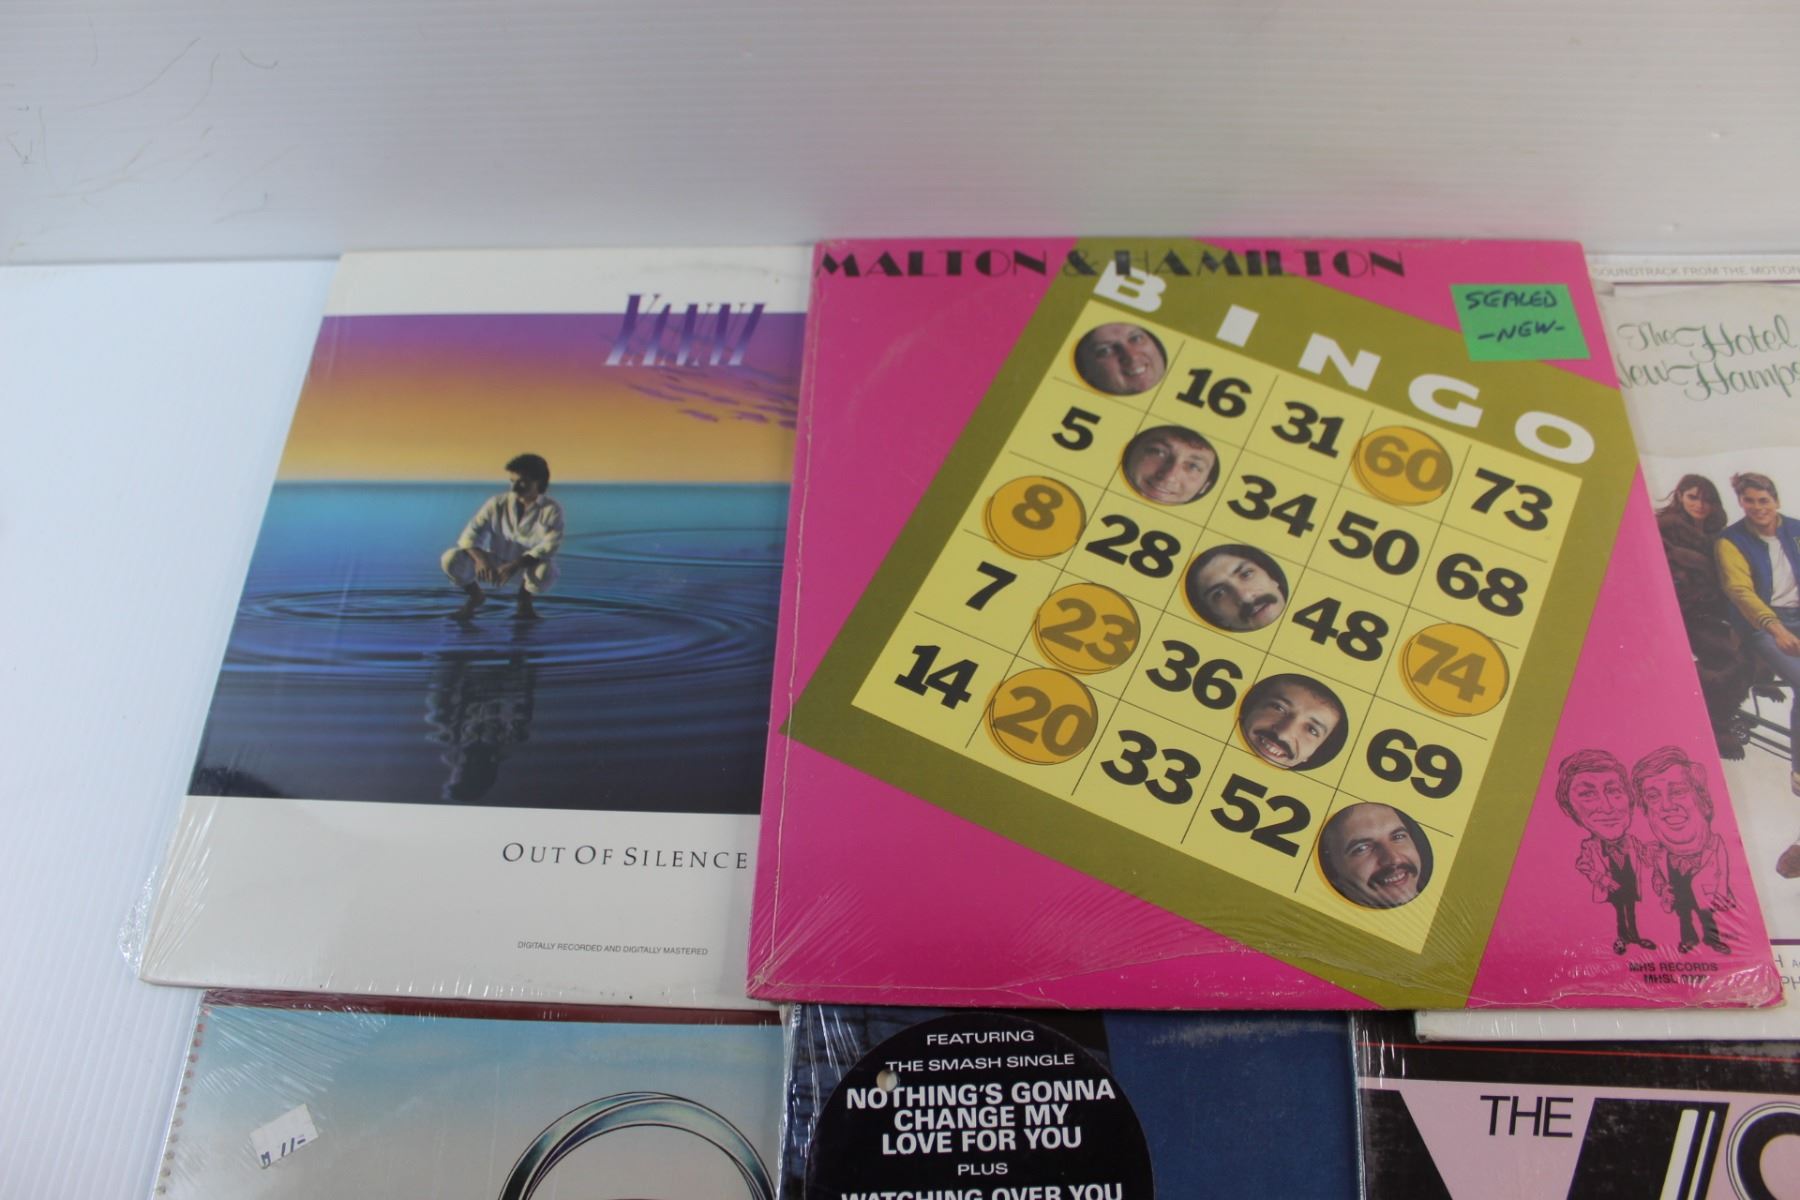 YANNI
OUT OF SILENCE
DIGITALLY RECORDED AND DIGITALLY MASTERED
MALTON & HAMILTON
BINGO
SEALED
-NEW-
16 31 60 73
5 34 50 68
8 28 48 74
7 23 36 69
14 20 33 52
MHS RECORDS
SOUNDTRACK FROM THE MOTION
The Hotel
New Hamps
FEATURING
THE SMASH SINGLE
NOTHING'S GONNA
CHANGE MY
LOVE FOR YOU
PLUS
WATCHING OVER YOU
THE